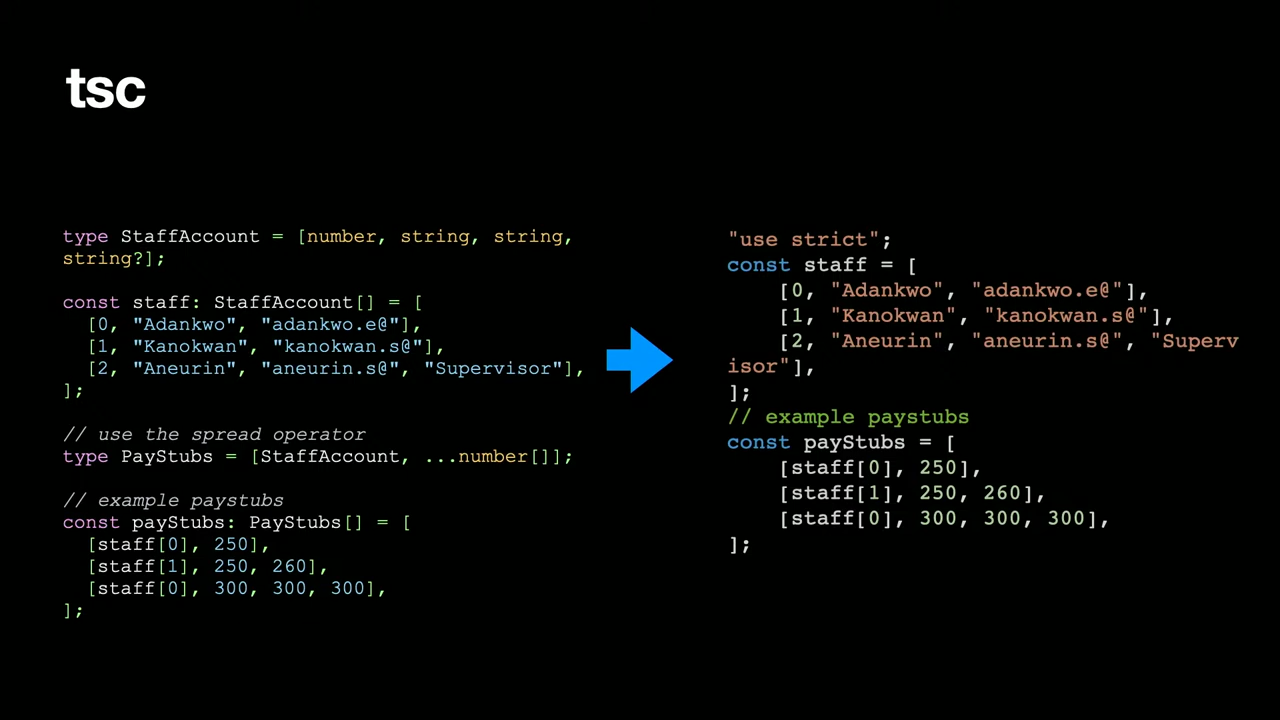 tsc
type StaffAccount = [number, string, string,
string?];
const staff: StaffAccount[] = [
  [0, "Adankwo", "adankwo.e@"],
  [1, "Kanokwan", "kanokwan.s@"],
  [2, "Aneurin", "aneurin.s@", "Supervisor"],
];
// use the spread operator
type PayStubs = [StaffAccount, ...number[]];
// example paystubs
const payStubs: PayStubs[] = [
  [staff[0], 250],
  [staff[1], 250, 260],
  [staff[0], 300, 300, 300],
];
"use strict";
const staff = [
    [0, "Adankwo", "adankwo.e@"],
    [1, "Kanokwan", "kanokwan.s@"],
    [2, "Aneurin", "aneurin.s@", "Superv
isor"],
];
// example paystubs
const payStubs = [
    [staff[0], 250],
    [staff[1], 250, 260],
    [staff[0], 300, 300, 300],
];